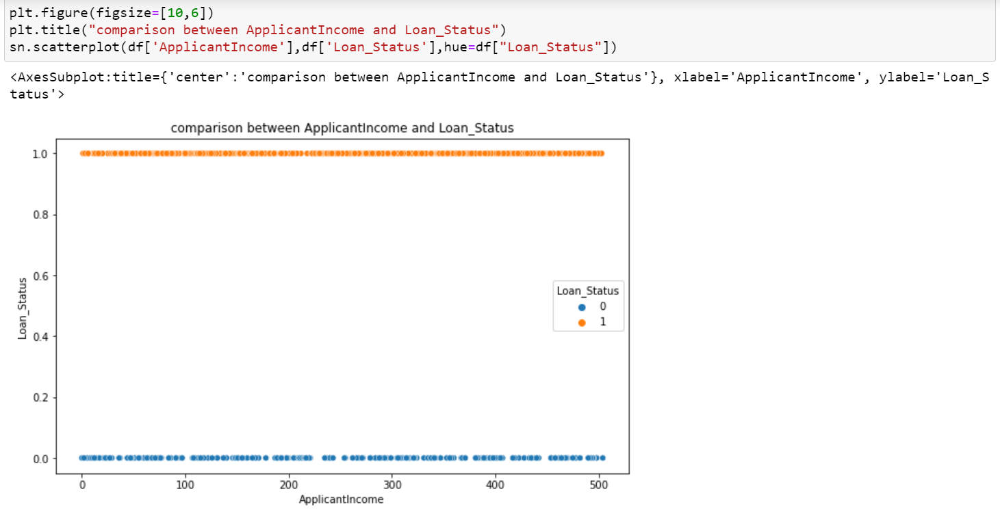 plt.figure(figsize=[10,6])
plt.title("comparison between ApplicantIncome and Loan_Status")
sn.scatterplot(df['ApplicantIncome'],df['Loan_Status'],hue=df["Loan_Status"])
<AxesSubplot:title={'center':'comparison between ApplicantIncome and Loan_Status'}, xlabel='ApplicantIncome', ylabel='Loan_S
tatus'>
comparison between ApplicantIncome and Loan_Status
1.0
0.8
0.6
0.4
0.2
0.0
Loan_Status
Loan_Status
0
1
0 100 200 300 400 500
ApplicantIncome